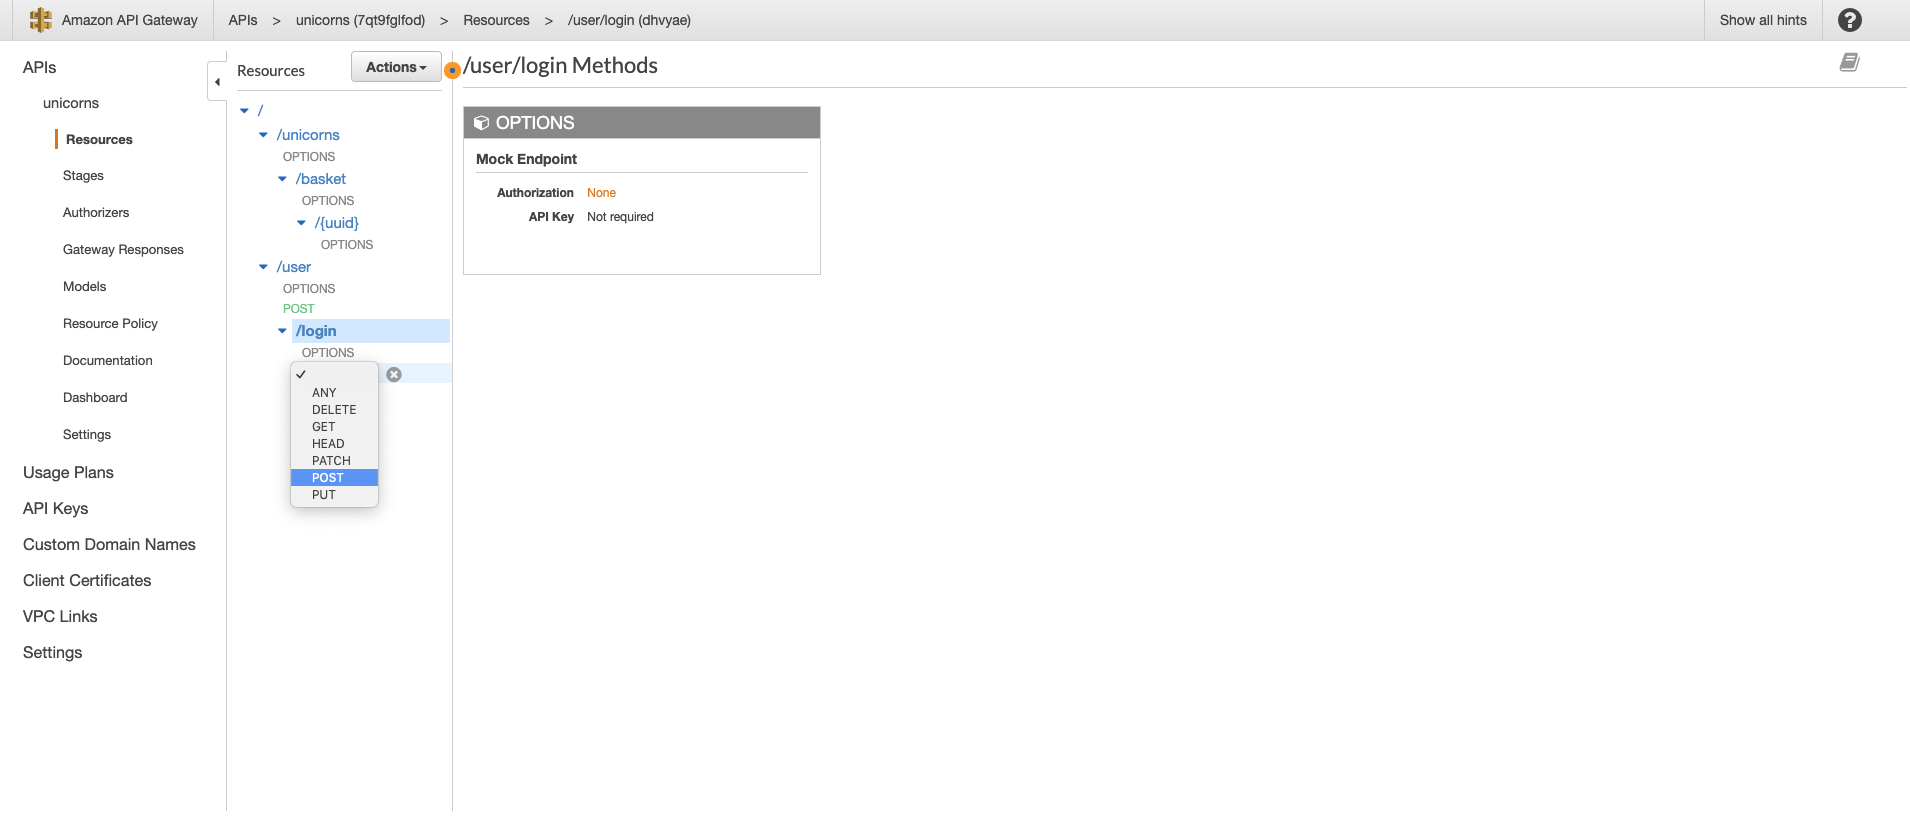 Amazon API Gateway APIs > unicorns (7qt9fglfod) > Resources > /user/login (dhvyae) Show all hints ?
APIs
unicorns
Resources
Stages
Authorizers
Gateway Responses
Models
Resource Policy
Documentation
Dashboard
Settings
Usage Plans
API Keys
Custom Domain Names
Client Certificates
VPC Links
Settings
Resources Actions
/
/unicorns
OPTIONS
/basket
OPTIONS
/{uuid}
OPTIONS
/user
OPTIONS
POST
/login
OPTIONS
ANY
DELETE
GET
HEAD
PATCH
POST
PUT
/user/login Methods
OPTIONS
Mock Endpoint
Authorization None
API Key Not required